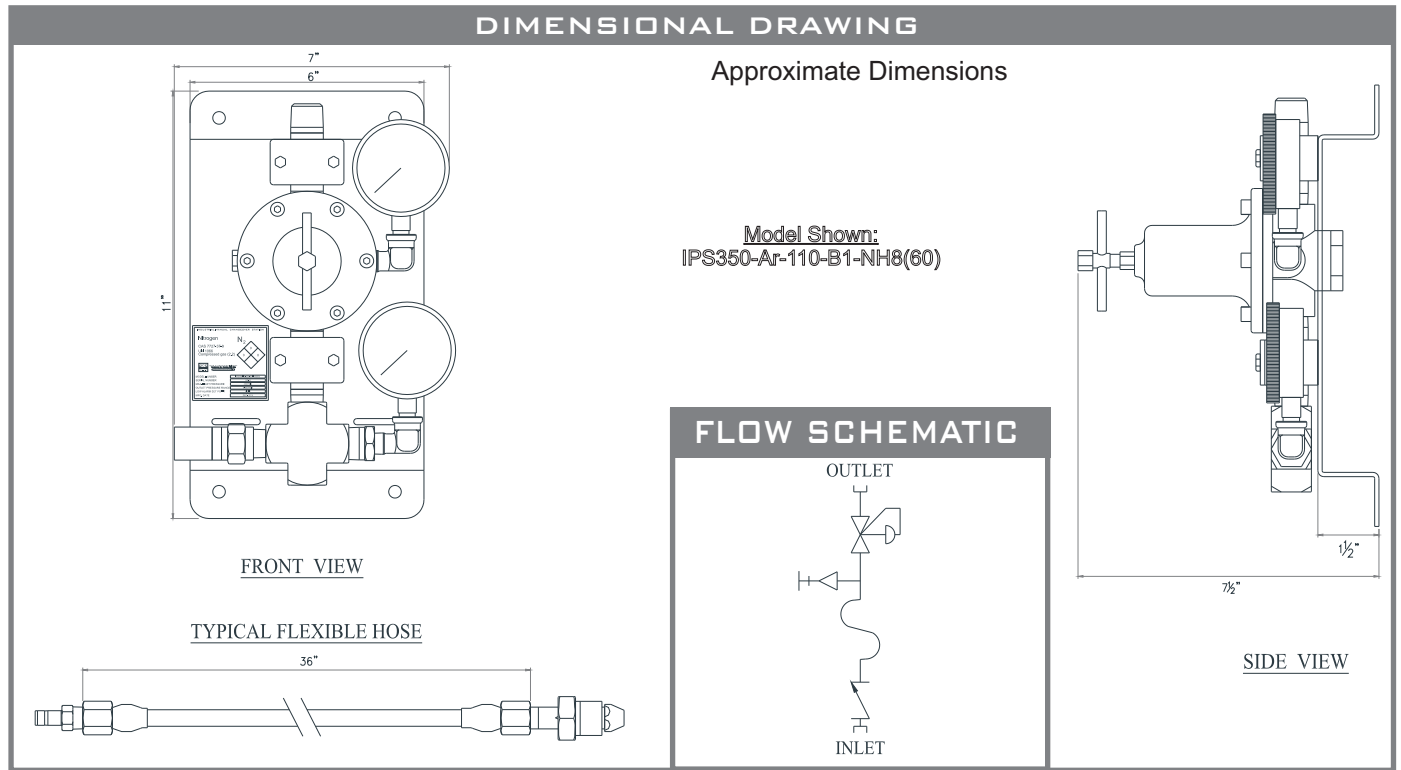 DIMENSIONAL DRAWING
7"
6"
Approximate Dimensions
11"
Model Shown:
IPS350-Ar-110-B1-NH8(60)
Nitrogen
N2
FRONT VIEW
FLOW SCHEMATIC
OUTLET
INLET
1½"
7½"
SIDE VIEW
TYPICAL FLEXIBLE HOSE
36"